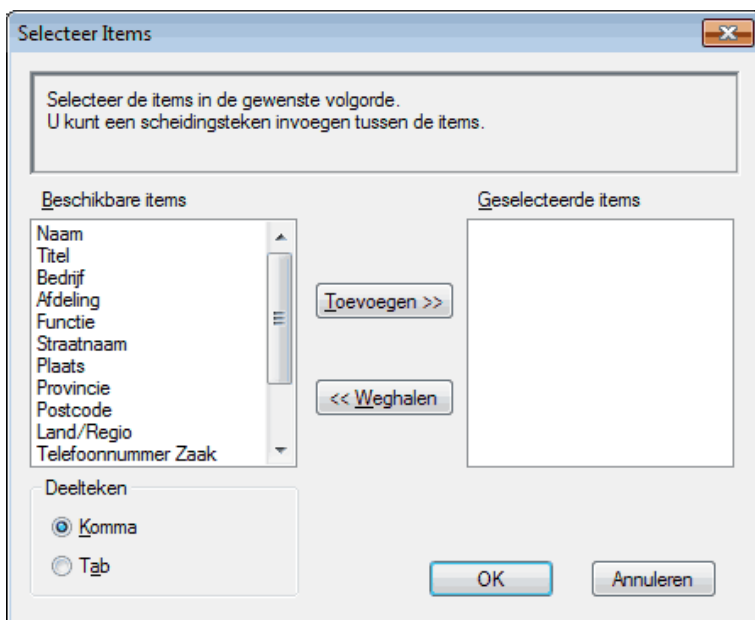 Selecteer Items
Selecteer de items in de gewenste volgorde.
U kunt een scheidingsteken invoegen tussen de items.
Beschikbare items
Geselecteerde items
Naam
Titel
Bedrijf
Afdeling
Functie
Straatnaam
Plaats
Provincie
Postcode
Land/Regio
Telefoonnummer Zaak
Toevoegen >>
<< Weghalen
Deelteken
Komma
Tab
OK
Annuleren